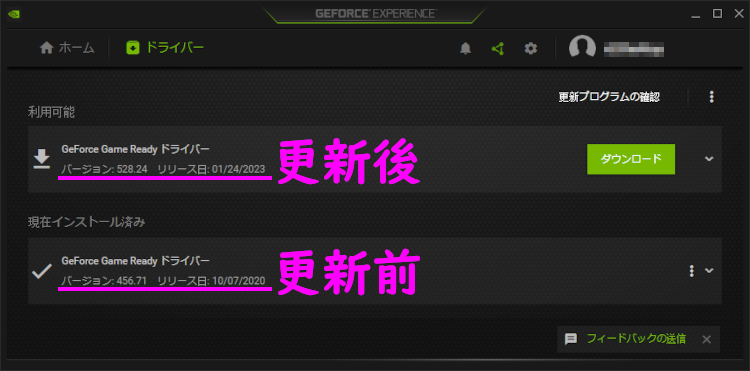 GEFORCE EXPERIENCE
ホーム ドライバー
更新プログラムの確認
利用可能
GeForce Game Ready ドライバー
バージョン: 528.24 リリース日: 01/24/2023
更新後
ダウンロード
現在インストール済み
GeForce Game Ready ドライバー
バージョン: 456.71 リリース日: 10/07/2020
更新前
フィードバックの送信